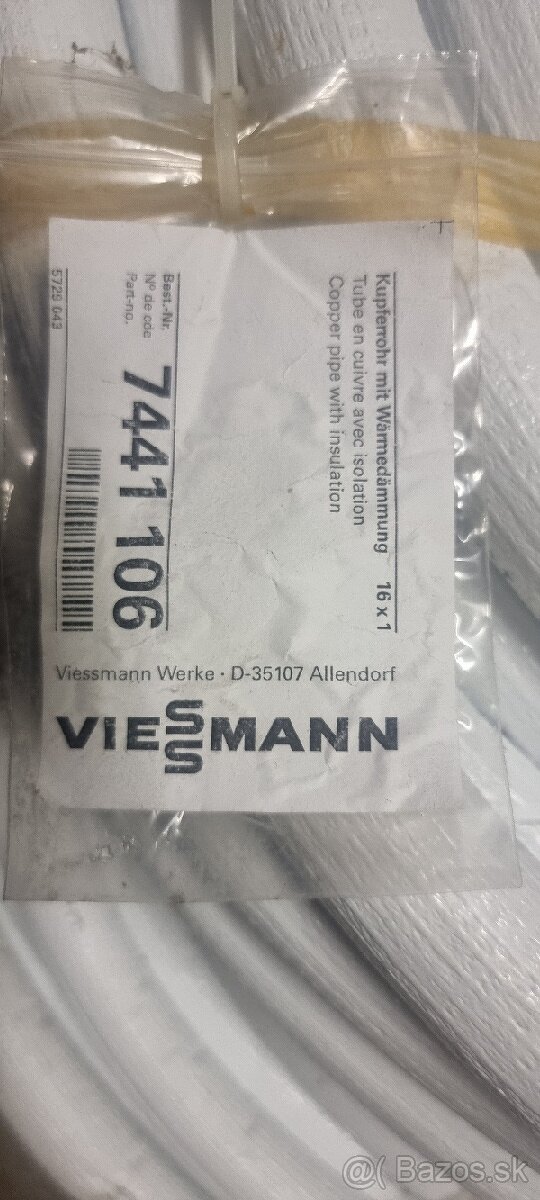 Kupferrohr mit Wärmedämmung 16 x 1
Tube en cuivre avec isolation
Copper pipe with insulation
Best.-Nr.
N° de cde
Part-no.
7441 106
5729 043
Viessmann Werke · D-35107 Allendorf
VIESSMANN
@( Bazos.sk